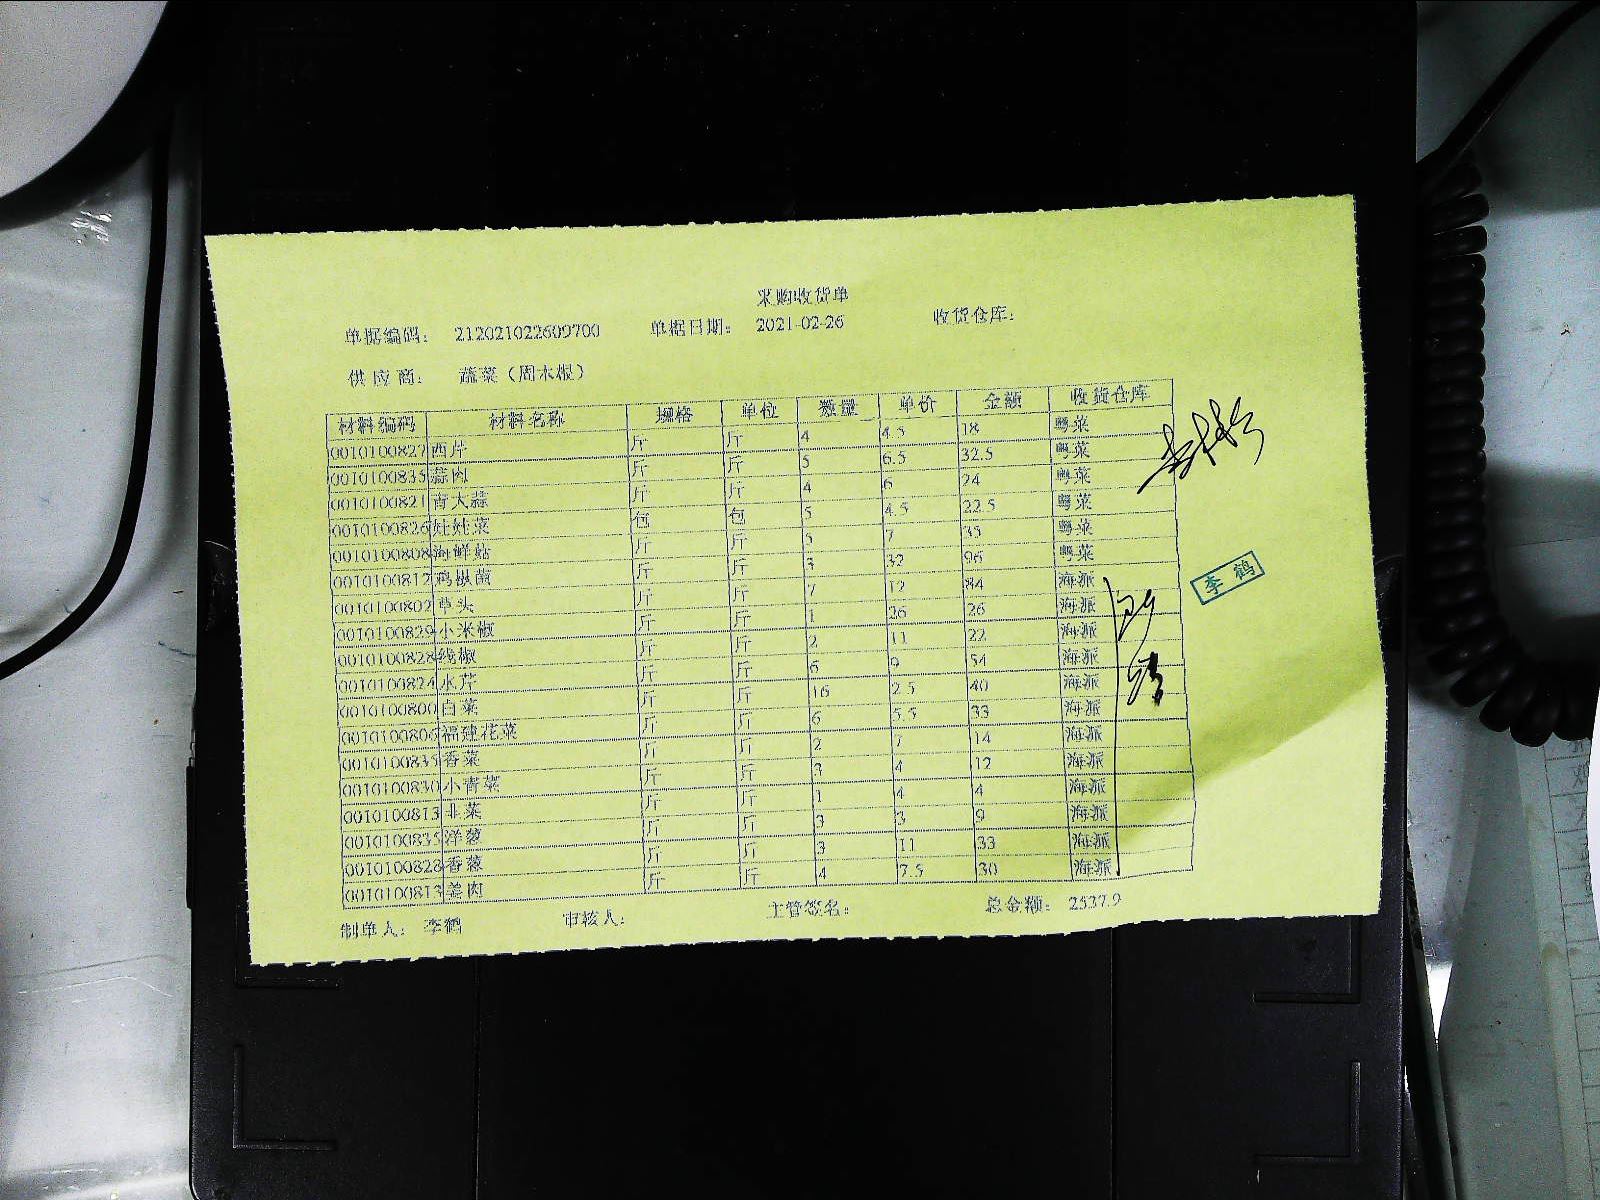 采购收货单
单据编码： 212021022609700 单据日期： 2021-02-26 收货仓库：
供应商： 蔬菜（周木根）
材料编码 材料名称 规格 单位 数量 单价 金额 收货仓库
0010100827 西芹 斤 斤 4 4.5 18 粤菜
0010100835 蒜肉 斤 斤 5 6.5 32.5 粤菜
0010100821 青大蒜 斤 斤 4 6 24 粤菜
0010100826 娃娃菜 包 包 5 4.5 22.5 粤菜
0010100808 海鲜菇 斤 斤 5 7 35 粤菜
0010100812 鸡枞菌 斤 斤 3 32 96 粤菜
0010100802 草头 斤 斤 7 12 84 海派
0010100829 小米椒 斤 斤 1 26 26 海派
0010100828 线椒 斤 斤 2 11 22 海派
0010100824 水芹 斤 斤 6 9 54 海派
0010100800 白菜 斤 斤 16 2.5 40 海派
0010100806 福建花菜 斤 斤 6 5.5 33 海派
0010100835 香菜 斤 斤 2 7 14 海派
0010100830 小青菜 斤 斤 3 4 12 海派
0010100813 韭菜 斤 斤 1 4 4 海派
0010100835 洋葱 斤 斤 3 3 9 海派
0010100828 香葱 斤 斤 3 11 33 海派
0010100813 姜肉 斤 斤 4 7.5 30 海派
李鹤
制单人： 李鹤 审核人： 主管签名： 总金额： 2537.9